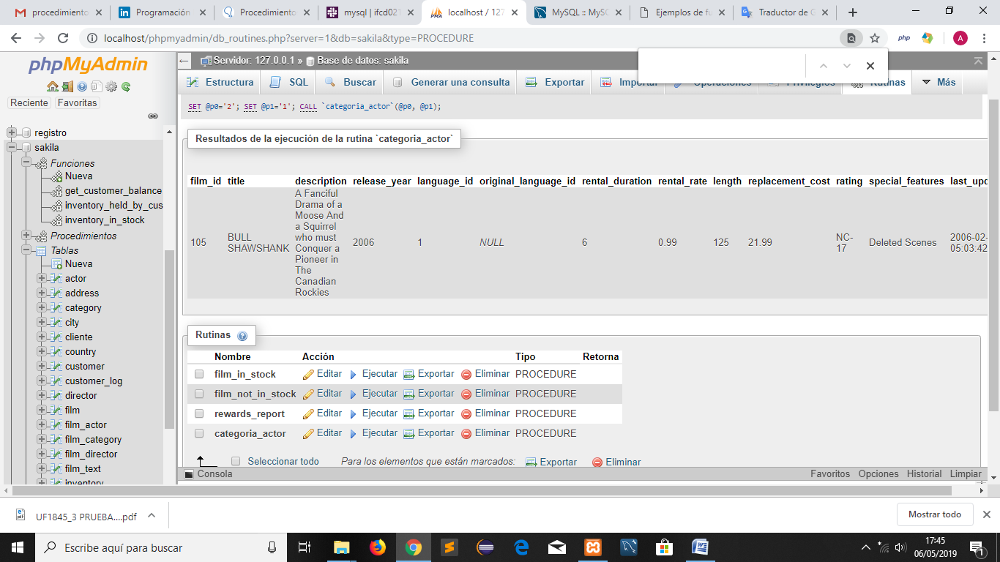 procedimiento
Programación
Procedimiento
mysql | ifcd021
localhost / 127
MySQL :: MySC
Ejemplos de fu
Traductor de G
localhost/phpmyadmin/db_routines.php?server=1&db=sakila&type=PROCEDURE
php
A
phpMyAdmin
Reciente
Favoritas
registro
sakila
Funciones
Nueva
get_customer_balance
inventory_held_by_cus
inventory_in_stock
Procedimientos
Tablas
Nueva
actor
address
category
city
cliente
country
customer
customer_log
director
film
film_actor
film_category
film_director
film_text
inventory
Servidor: 127.0.0.1 » Base de datos: sakila
Estructura SQL Buscar Generar una consulta Exportar Importar Operaciones Privilegios Rutinas Más
SET @p0='2'; SET @p1='1'; CALL `categoria_actor`(@p0, @p1);
Resultados de la ejecución de la rutina `categoria_actor`
film_id title description release_year language_id original_language_id rental_duration rental_rate length replacement_cost rating special_features last_upd
105
BULL
SHAWSHANK
A Fanciful
Drama of a
Moose And
a Squirrel
who must
Conquer a
Pioneer in
The
Canadian
Rockies
2006
1
NULL
6
0.99
125
21.99
NC-
17
Deleted Scenes
2006-02-
05:03:42
Rutinas
Nombre Acción Tipo Retorna
film_in_stock Editar Ejecutar Exportar Eliminar PROCEDURE
film_not_in_stock Editar Ejecutar Exportar Eliminar PROCEDURE
rewards_report Editar Ejecutar Exportar Eliminar PROCEDURE
categoria_actor Editar Ejecutar Exportar Eliminar PROCEDURE
Seleccionar todo Para los elementos que están marcados: Exportar Eliminar
Consola
Favoritos Opciones Historial Limpiar
UF1845_3 PRUEBA....pdf
Mostrar todo
Escribe aquí para buscar
17:45
06/05/2019
1